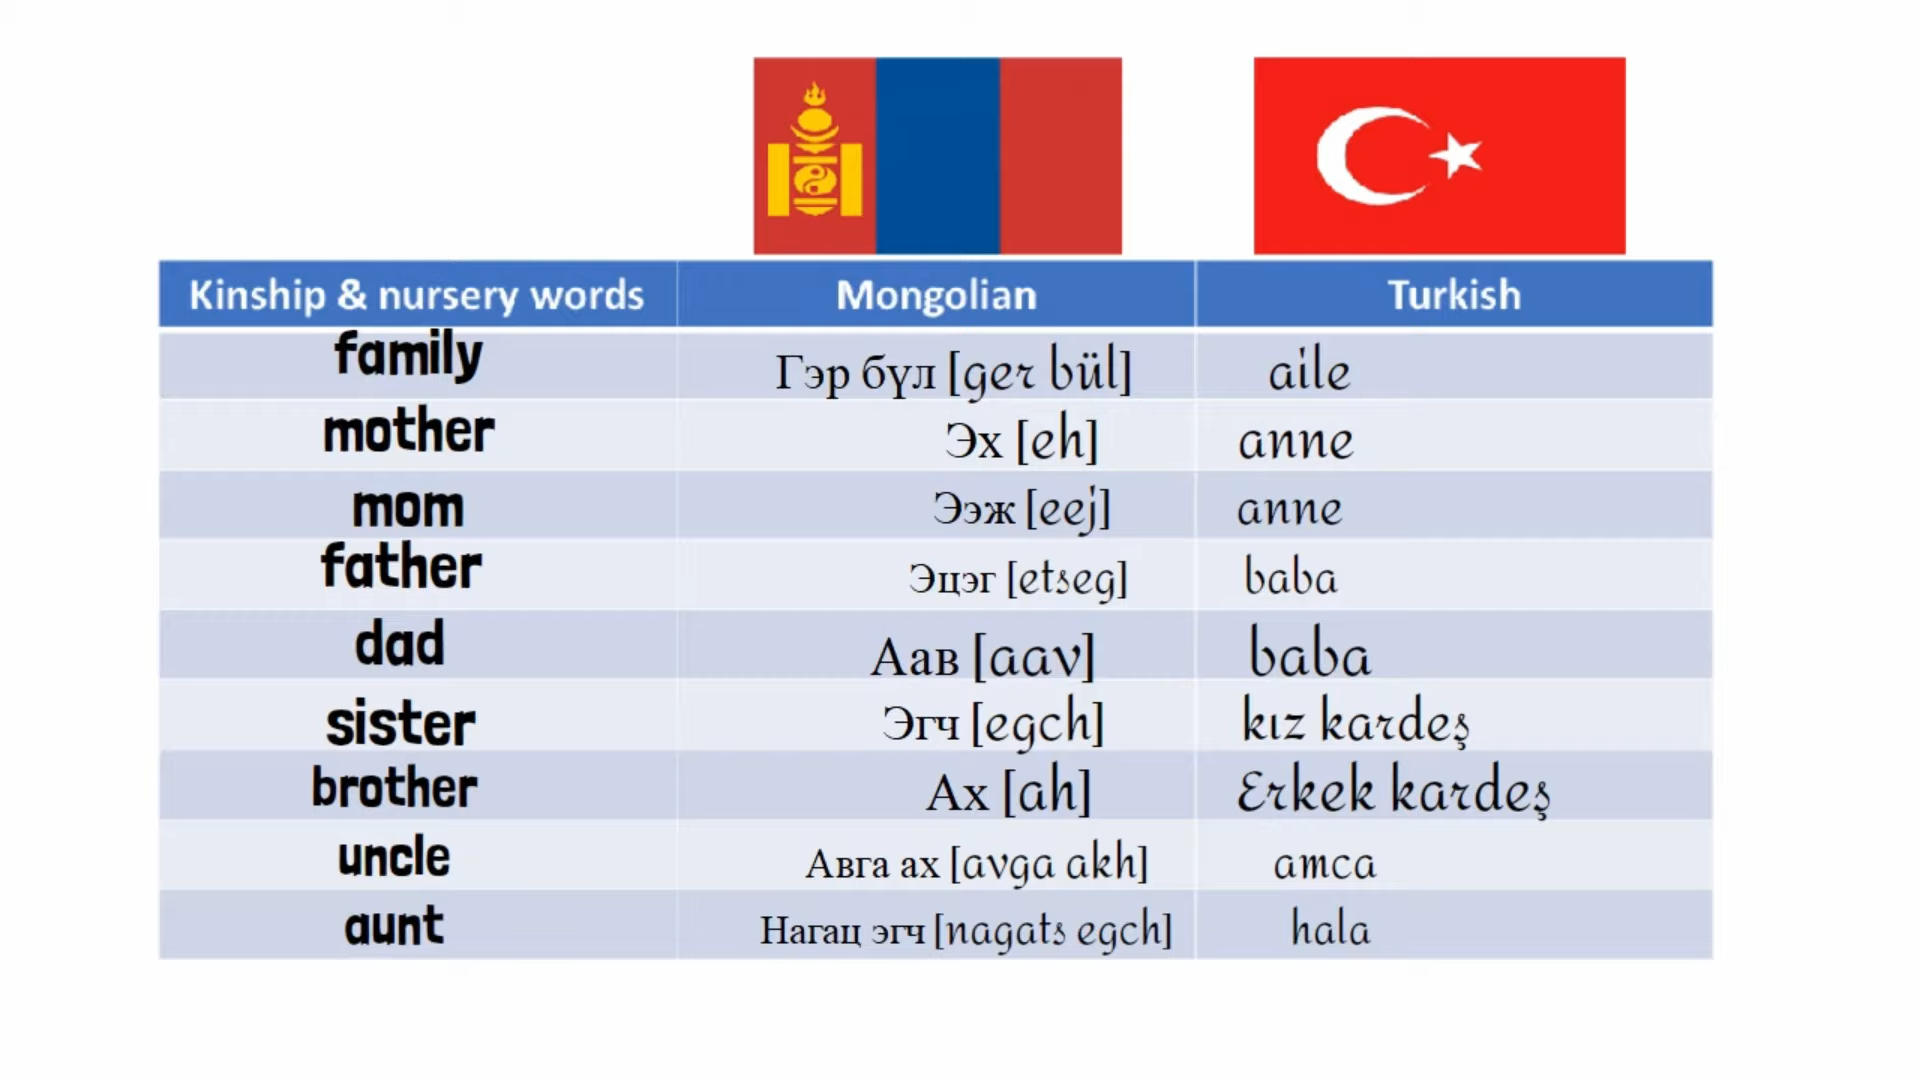 Kinship & nursery words Mongolian Turkish
family Гэр бүл [ger bül] aile
mother Эх [eh] anne
mom Ээж [eej] anne
father Эцэг [etseg] baba
dad Аав [aav] baba
sister Эгч [egch] kız kardeş
brother Ах [ah] Erkek kardeş
uncle Авга ах [avga akh] amca
aunt Нагац эгч [nagats egch] hala